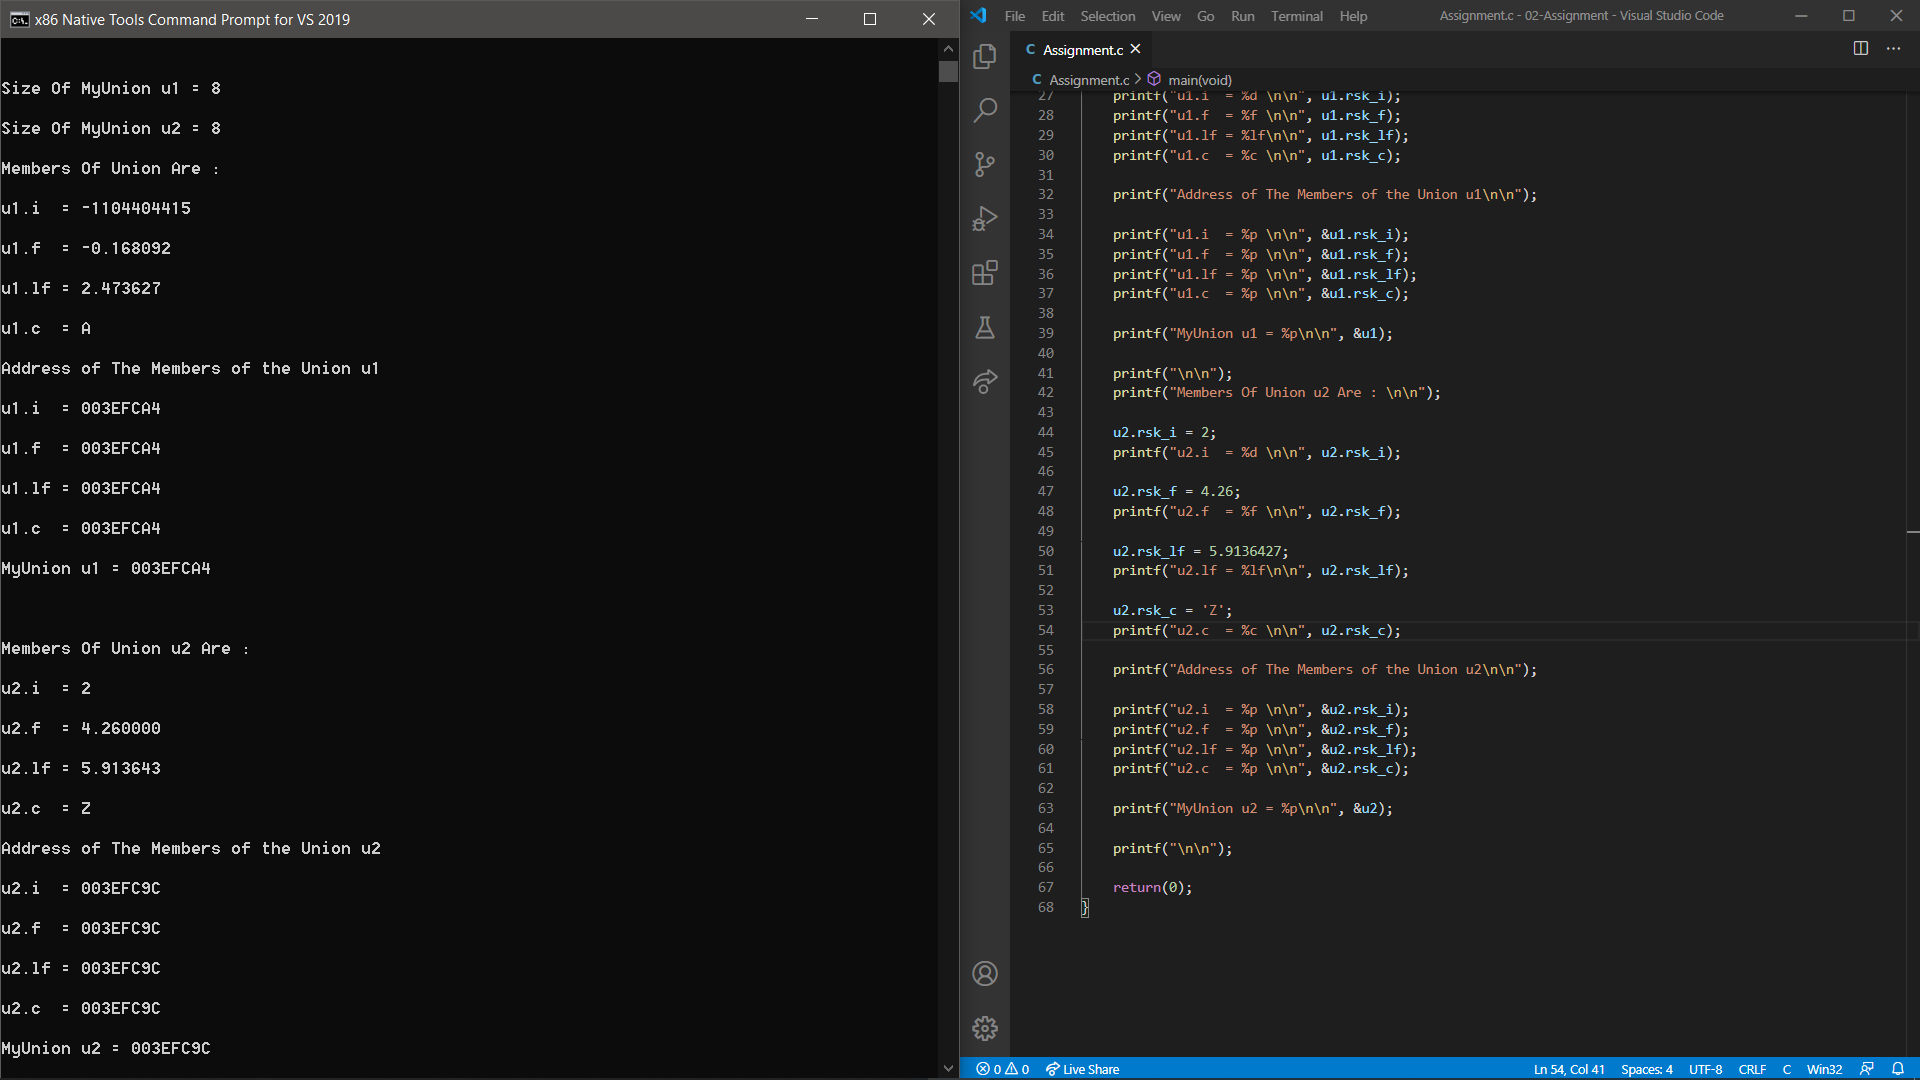 x86 Native Tools Command Prompt for VS 2019
Size Of MyUnion u1 = 8
Size Of MyUnion u2 = 8
Members Of Union Are :
u1.i  = -1104404415
u1.f  = -0.168092
u1.lf = 2.473627
u1.c  = A
Address of The Members of the Union u1
u1.i  = 003EFCA4
u1.f  = 003EFCA4
u1.lf = 003EFCA4
u1.c  = 003EFCA4
MyUnion u1 = 003EFCA4
Members Of Union u2 Are :
u2.i  = 2
u2.f  = 4.260000
u2.lf = 5.913643
u2.c  = Z
Address of The Members of the Union u2
u2.i  = 003EFC9C
u2.f  = 003EFC9C
u2.lf = 003EFC9C
u2.c  = 003EFC9C
MyUnion u2 = 003EFC9C
File Edit Selection View Go Run Terminal Help Assignment.c - 02-Assignment - Visual Studio Code
C Assignment.c
C Assignment.c > main(void)
27 printf("u1.i  = %d \n\n", u1.rsk_i);
28 printf("u1.f  = %f \n\n", u1.rsk_f);
29 printf("u1.lf = %lf\n\n", u1.rsk_lf);
30 printf("u1.c  = %c \n\n", u1.rsk_c);
31
32 printf("Address of The Members of the Union u1\n\n");
33
34 printf("u1.i  = %p \n\n", &u1.rsk_i);
35 printf("u1.f  = %p \n\n", &u1.rsk_f);
36 printf("u1.lf = %p \n\n", &u1.rsk_lf);
37 printf("u1.c  = %p \n\n", &u1.rsk_c);
38
39 printf("MyUnion u1 = %p\n\n", &u1);
40
41 printf("\n\n");
42 printf("Members Of Union u2 Are : \n\n");
43
44 u2.rsk_i = 2;
45 printf("u2.i  = %d \n\n", u2.rsk_i);
46
47 u2.rsk_f = 4.26;
48 printf("u2.f  = %f \n\n", u2.rsk_f);
49
50 u2.rsk_lf = 5.9136427;
51 printf("u2.lf = %lf\n\n", u2.rsk_lf);
52
53 u2.rsk_c = 'Z';
54 printf("u2.c  = %c \n\n", u2.rsk_c);
55
56 printf("Address of The Members of the Union u2\n\n");
57
58 printf("u2.i  = %p \n\n", &u2.rsk_i);
59 printf("u2.f  = %p \n\n", &u2.rsk_f);
60 printf("u2.lf = %p \n\n", &u2.rsk_lf);
61 printf("u2.c  = %p \n\n", &u2.rsk_c);
62
63 printf("MyUnion u2 = %p\n\n", &u2);
64
65 printf("\n\n");
66
67 return(0);
68 }
0 0 Live Share Ln 54, Col 41 Spaces: 4 UTF-8 CRLF C Win32